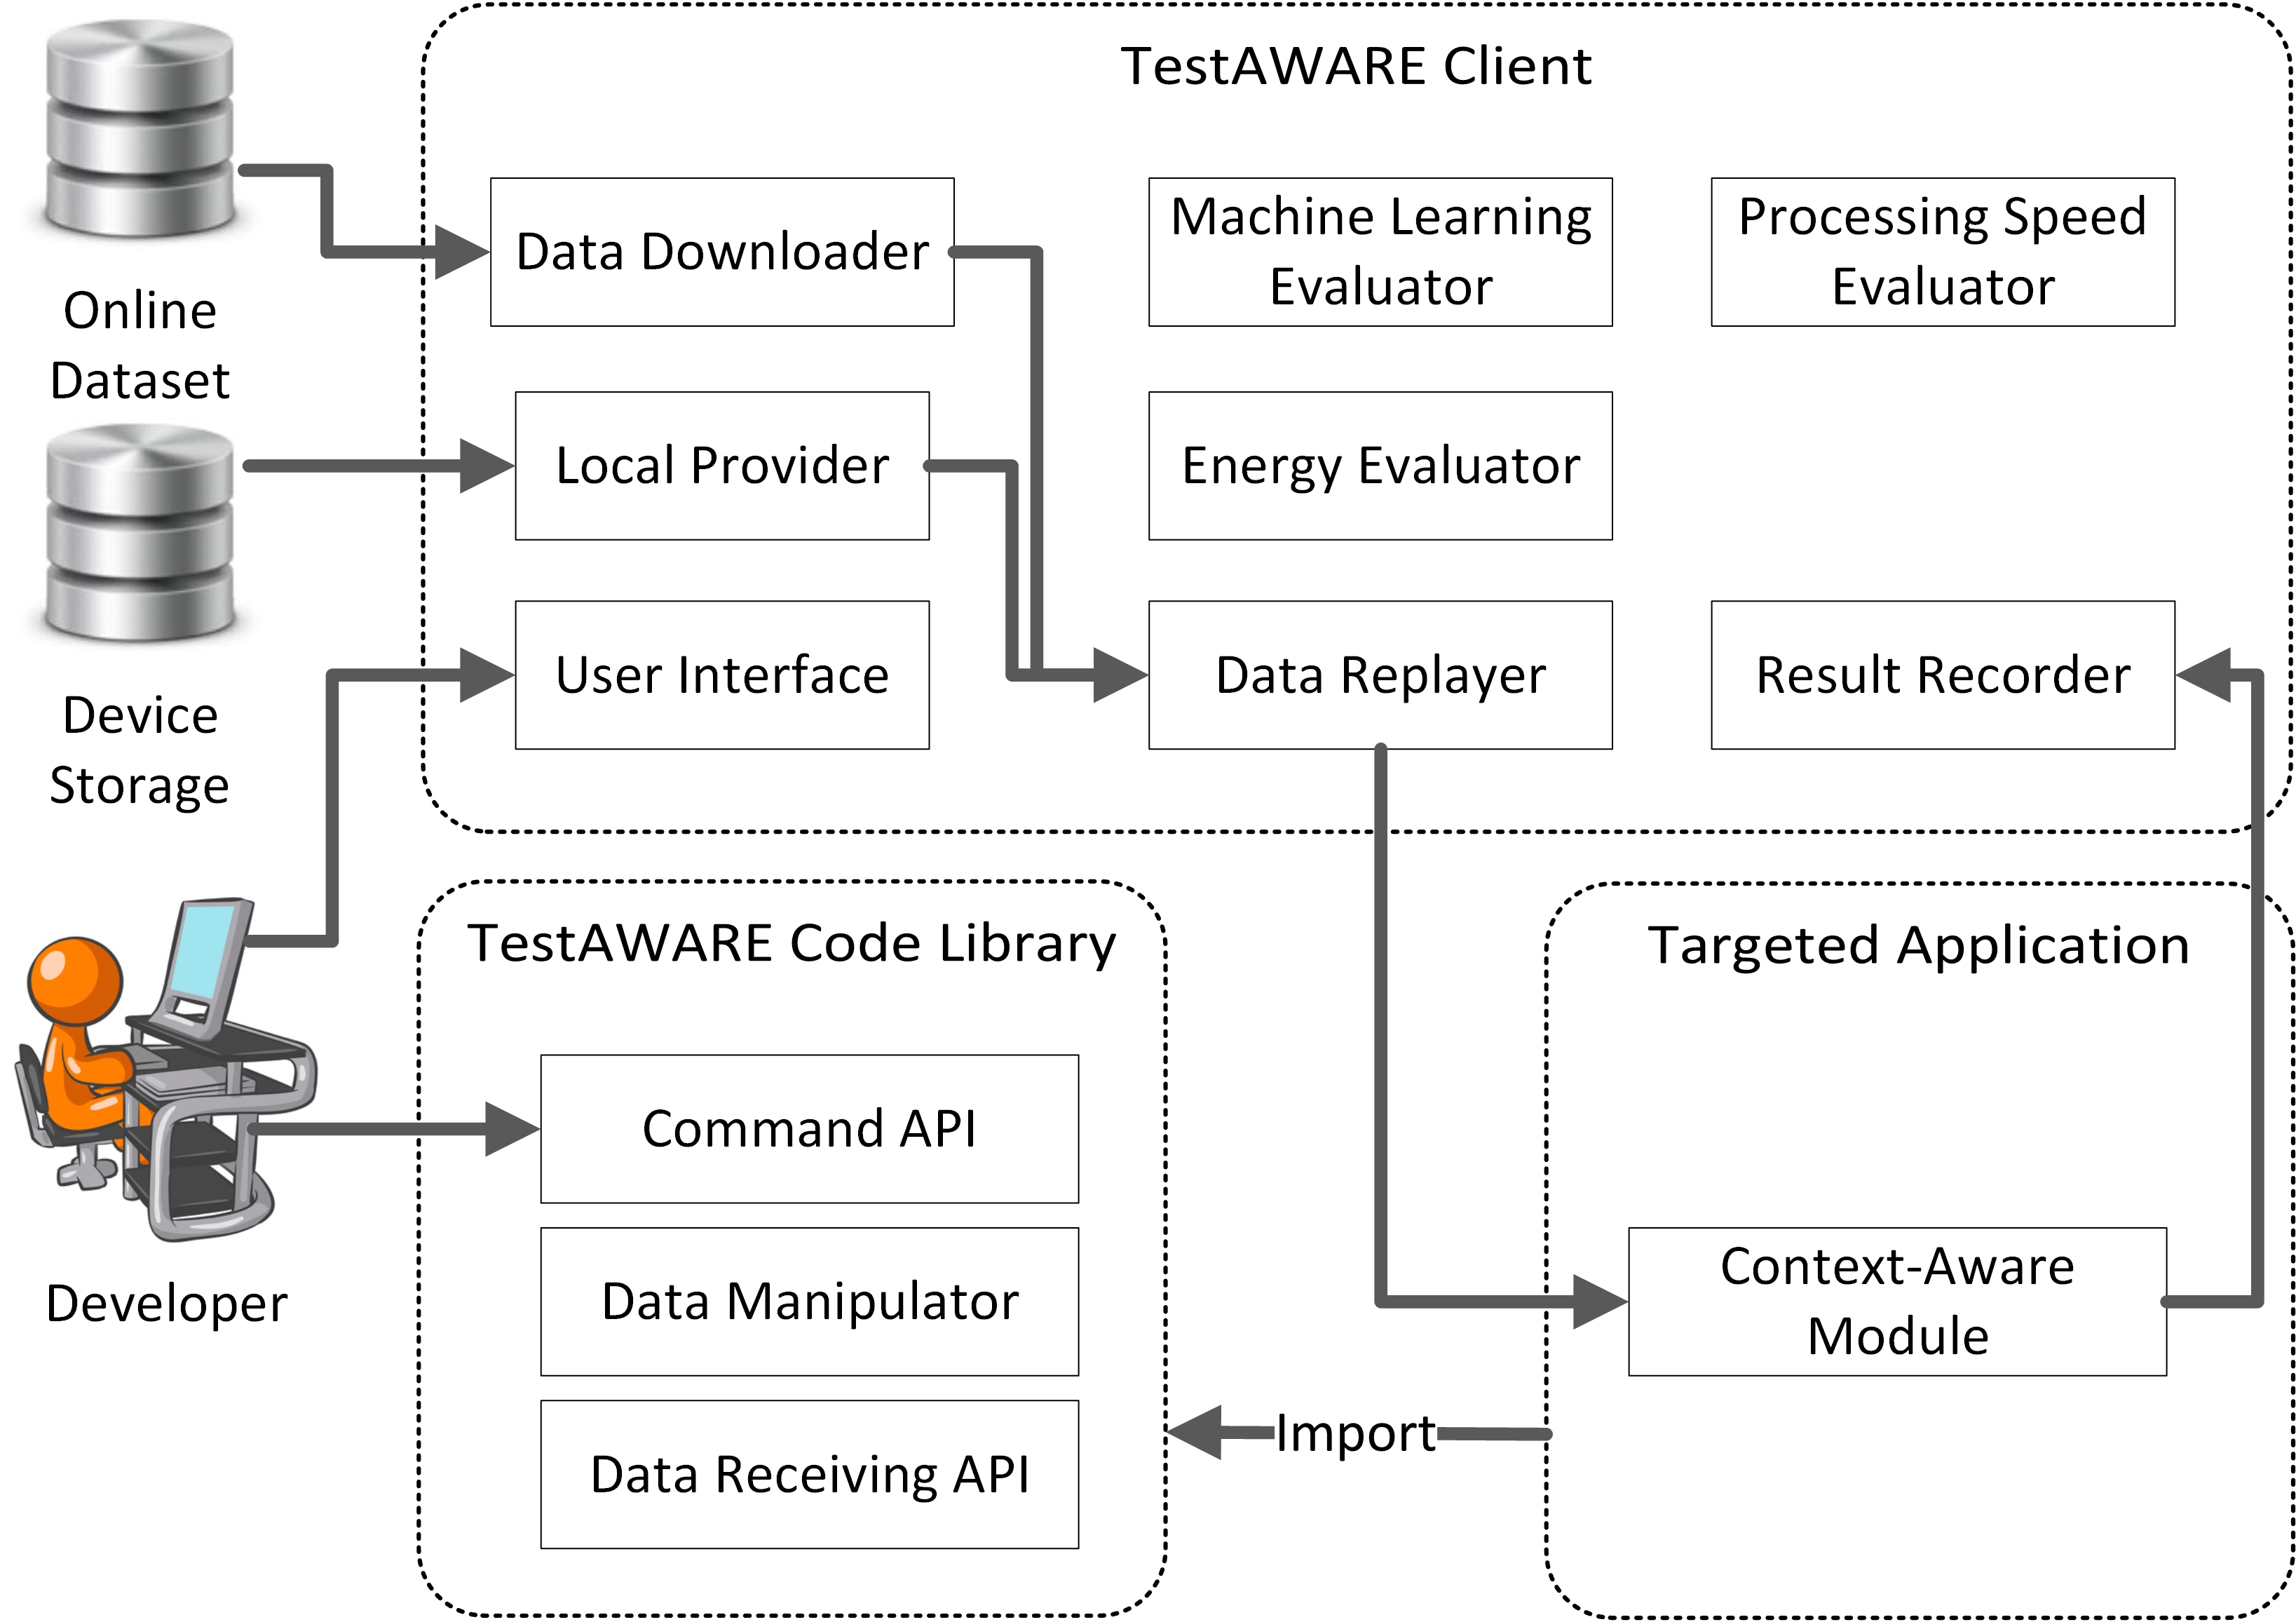 TestAWARE Client
Online
Dataset
Data Downloader
Machine Learning
Evaluator
Processing Speed
Evaluator
Device
Storage
Local Provider
Energy Evaluator
User Interface
Data Replayer
Result Recorder
Developer
TestAWARE Code Library
Command API
Data Manipulator
Data Receiving API
Import
Targeted Application
Context-Aware
Module